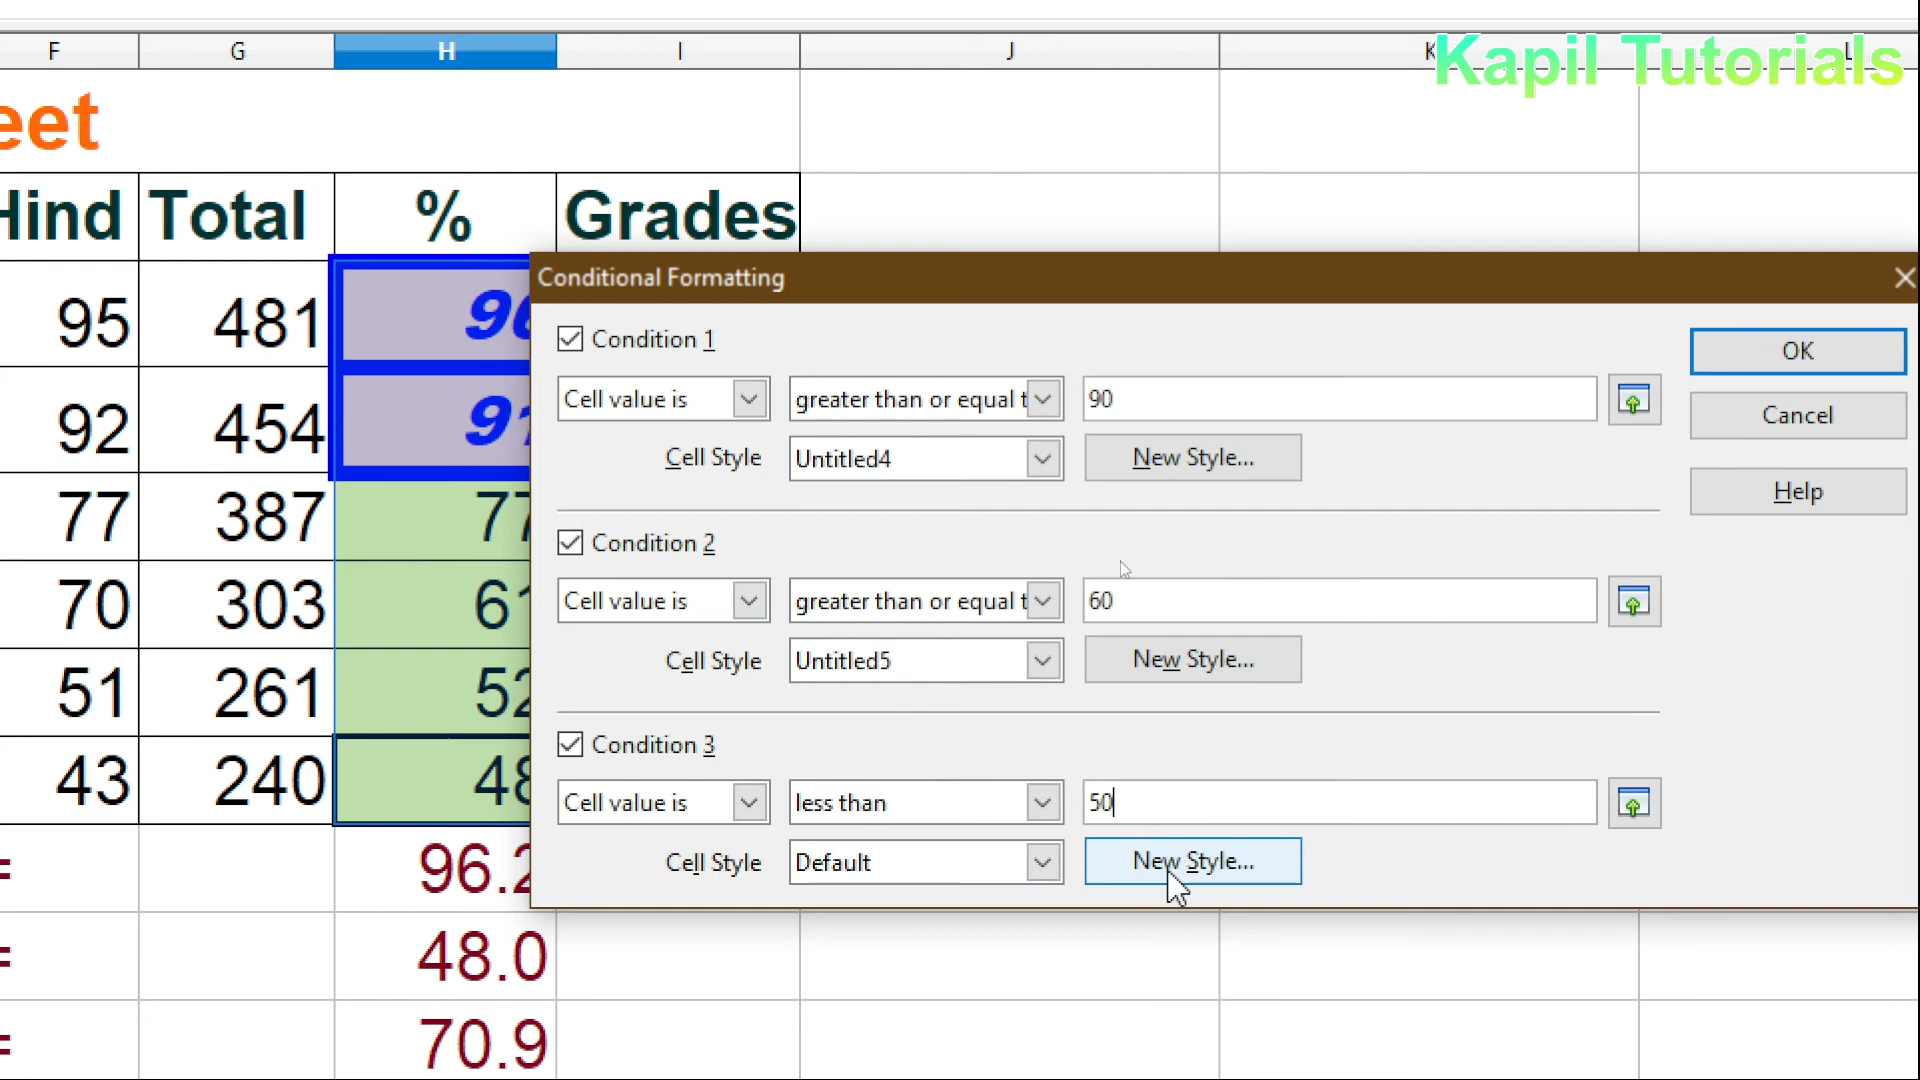 F G H I J K L
Kapil Tutorials
eet
Hind Total % Grades
95 481 96
92 454 91
77 387 77
70 303 61
51 261 52
43 240 48
= 96.2
= 48.0
= 70.9
Conditional Formatting
Condition 1
Cell value is greater than or equal t 90
Cell Style Untitled4 New Style...
Condition 2
Cell value is greater than or equal t 60
Cell Style Untitled5 New Style...
Condition 3
Cell value is less than 50
Cell Style Default New Style...
OK
Cancel
Help